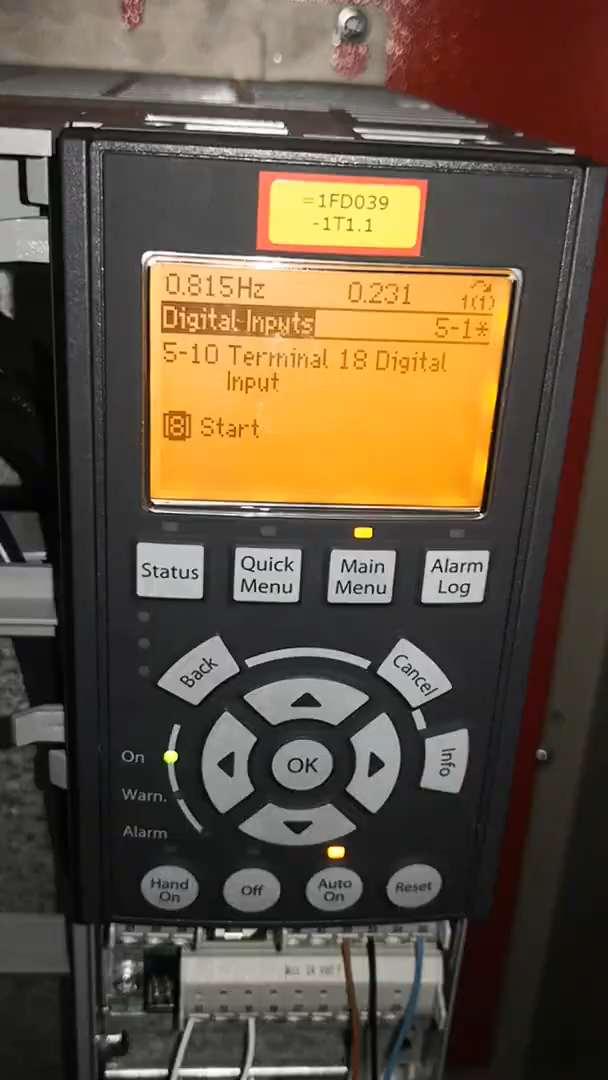 =1FD039
-1T1.1
0.815Hz 0.231 1(1)
Digital Inputs 5-1*
5-10 Terminal 18 Digital
Input
[8] Start
Status
Quick
Menu
Main
Menu
Alarm
Log
Back
Cancel
Info
OK
On
Warn.
Alarm
Hand
On
Off
Auto
On
Reset